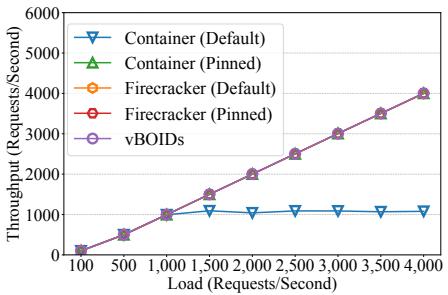 6000
5000
4000
3000
2000
1000
0
Throughput (Requests/Second)
Container (Default)
Container (Pinned)
Firecracker (Default)
Firecracker (Pinned)
vBOIDs
100 500 1,000 1,500 2,000 2,500 3,000 3,500 4,000
Load (Requests/Second)